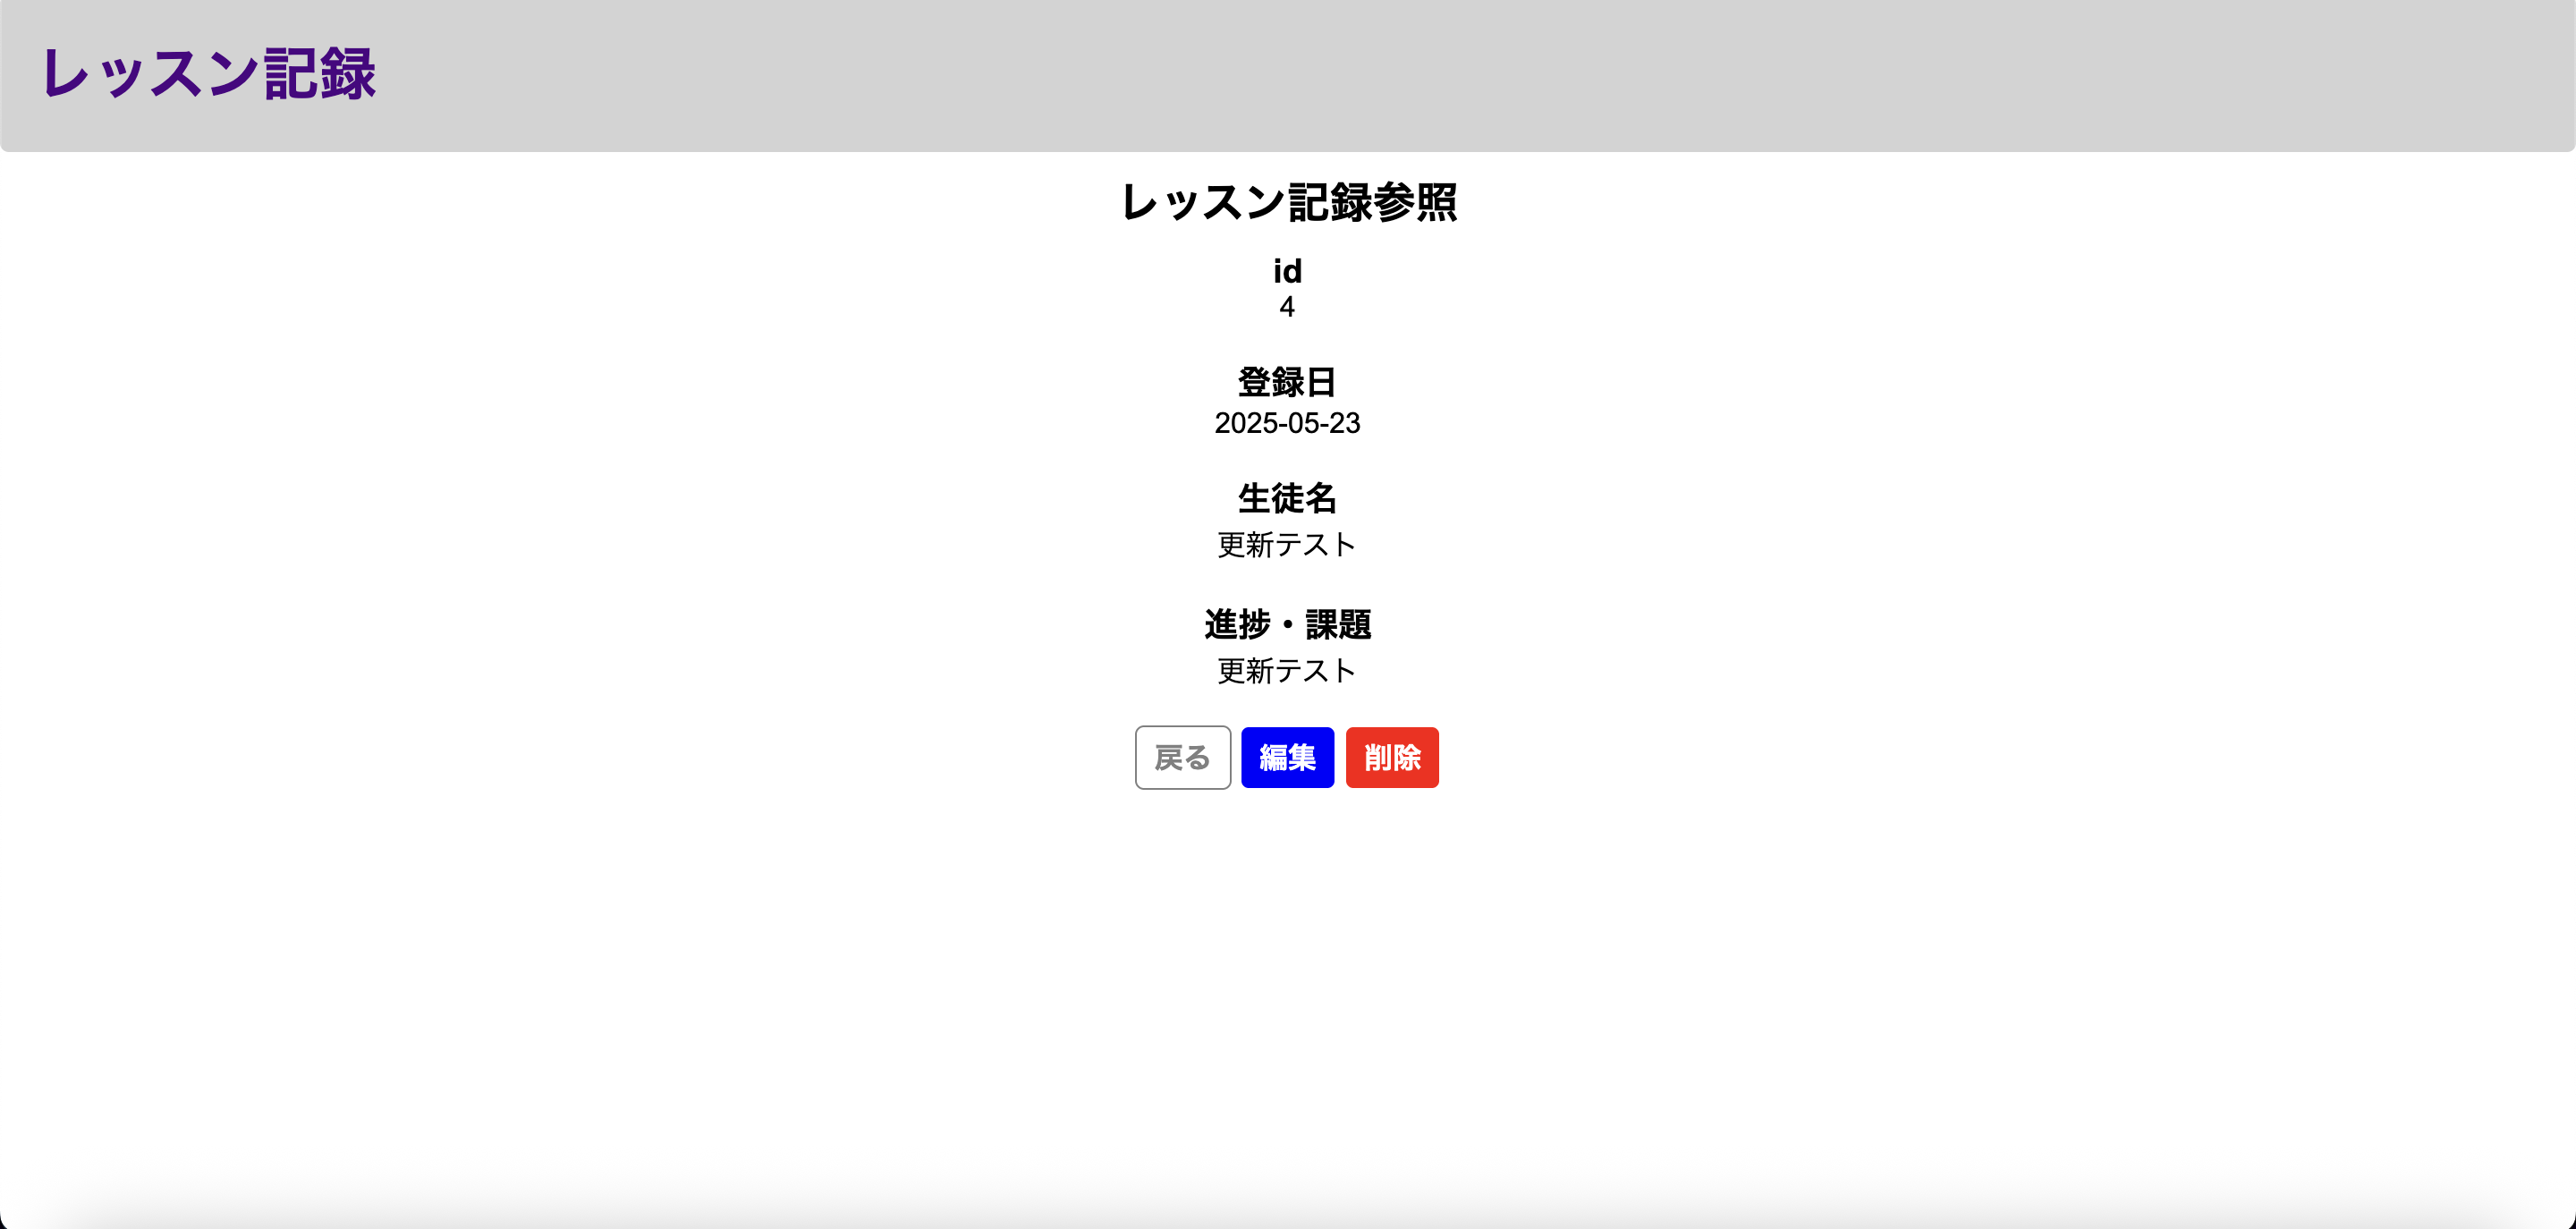 レッスン記録
レッスン記録参照
id
4
登録日
2025-05-23
生徒名
更新テスト
進捗・課題
更新テスト
戻る 編集 削除